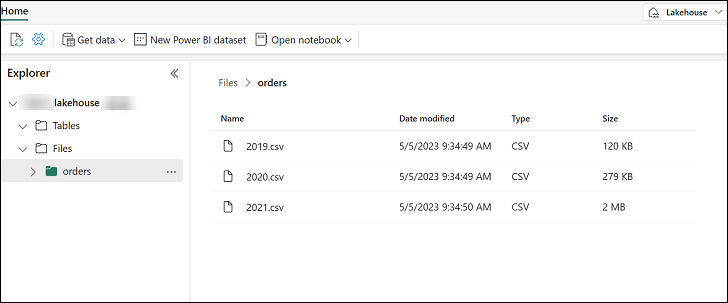 Home
Lakehouse
Get data
New Power BI dataset
Open notebook
Explorer
lakehouse
Tables
Files
orders
Files > orders
Name Date modified Type Size
2019.csv 5/5/2023 9:34:49 AM CSV 120 KB
2020.csv 5/5/2023 9:34:49 AM CSV 279 KB
2021.csv 5/5/2023 9:34:50 AM CSV 2 MB